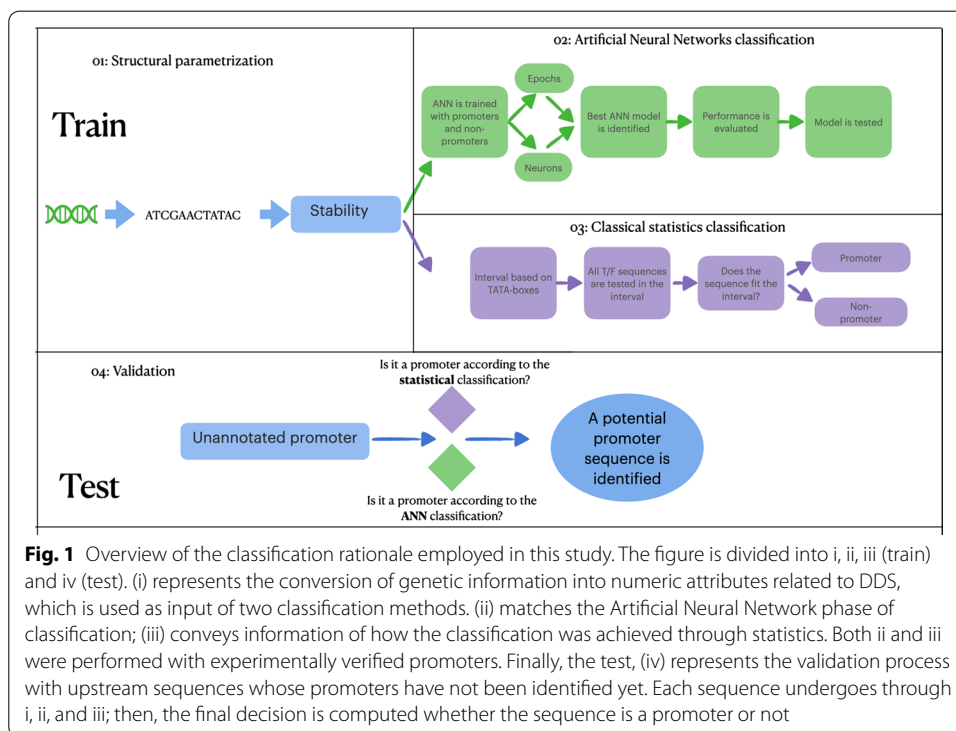 01: Structural parametrization
Train
ATCGAACTATAC
Stability
02: Artificial Neural Networks classification
ANN is trained
with promoters
and non-
promoters
Epochs
Neurons
Best ANN model
is identified
Performance is
evaluated
Model is tested
03: Classical statistics classification
Interval based on
TATA-boxes
All T/F sequences
are tested in the
interval
Does the
sequence fit the
interval?
Promoter
Non-
promoter
04: Validation
Test
Unannotated promoter
Is it a promoter according to the
statistical classification?
Is it a promoter according to the
ANN classification?
A potential
promoter
sequence is
identified
Fig. 1 Overview of the classification rationale employed in this study. The figure is divided into i, ii, iii (train)
and iv (test). (i) represents the conversion of genetic information into numeric attributes related to DDS,
which is used as input of two classification methods. (ii) matches the Artificial Neural Network phase of
classification; (iii) conveys information of how the classification was achieved through statistics. Both ii and iii
were performed with experimentally verified promoters. Finally, the test, (iv) represents the validation process
with upstream sequences whose promoters have not been identified yet. Each sequence undergoes through
i, ii, and iii; then, the final decision is computed whether the sequence is a promoter or not